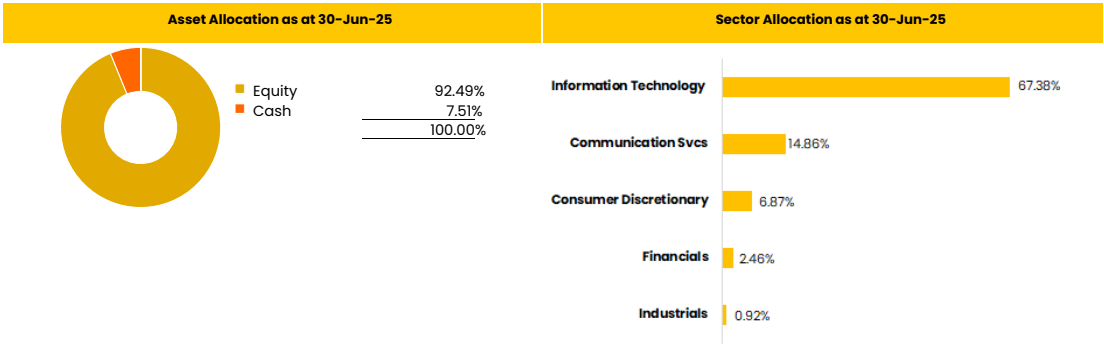 Asset Allocation as at 30-Jun-25
Equity 92.49%
Cash 7.51%
100.00%
Sector Allocation as at 30-Jun-25
Information Technology 67.38%
Communication Svcs 14.86%
Consumer Discretionary 6.87%
Financials 2.46%
Industrials 0.92%